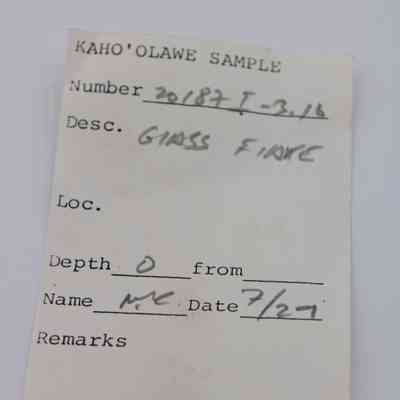 KAHO'OLAWE SAMPLE
Number 20187 I-3.16
Desc. GLASS FLAKE
Loc.
Depth 0 from
Name N.C Date 7/27
Remarks